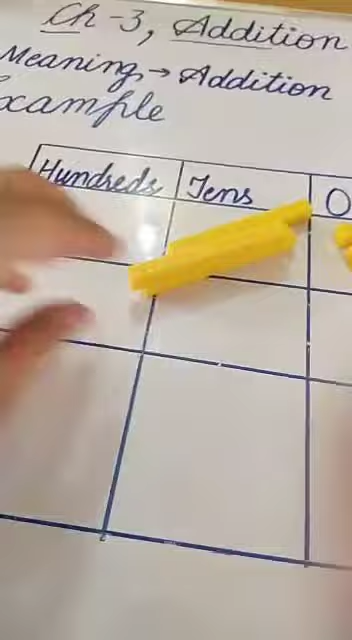 Ch-3, Addition
Meaning → Addition
xample
Hundreds Tens O